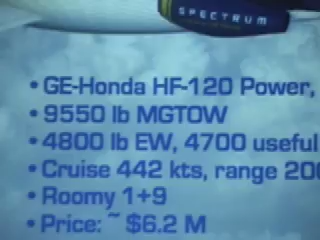 SPECTRUM
• GE-Honda HF-120 Power,
• 9550 lb MGTOW
• 4800 lb EW, 4700 useful
• Cruise 442 kts, range 200
• Roomy 1+9
• Price: ~ $6.2 M